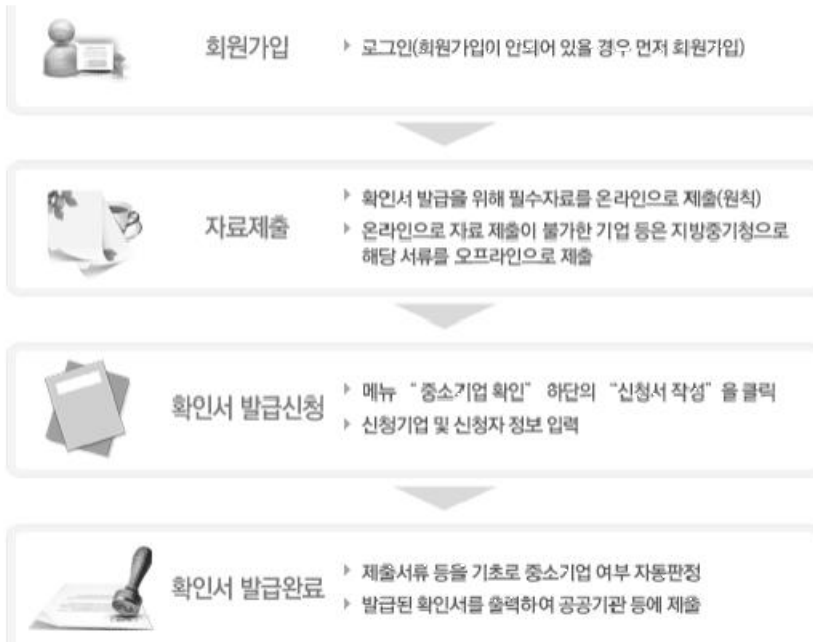 회원가입
로그인(회원가입이 안되어 있을 경우 먼저 회원가입)
자료제출
확인서 발급을 위해 필수자료를 온라인으로 제출(원칙)
온라인으로 자료 제출이 불가한 기업 등은 지방중기청으로
해당 서류를 오프라인으로 제출
확인서 발급신청
메뉴 “중소기업 확인” 하단의 “신청서 작성”을 클릭
신청기업 및 신청자 정보 입력
확인서 발급완료
제출서류 등을 기초로 중소기업 여부 자동판정
발급된 확인서를 출력하여 공공기관 등에 제출